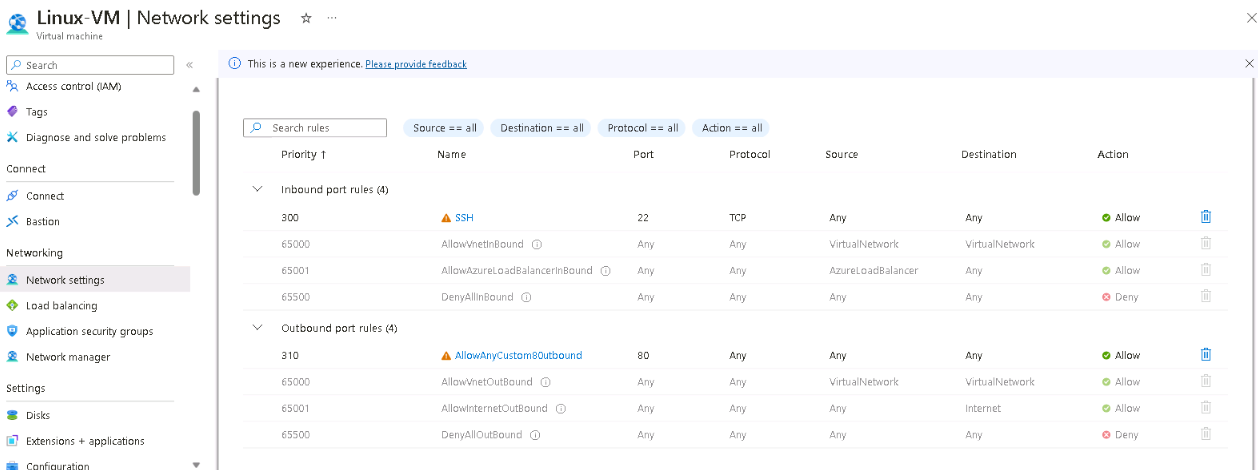 Linux-VM | Network settings ☆ ···
Virtual machine
Search «
This is a new experience. Please provide feedback
Access control (IAM)
Tags
Diagnose and solve problems
Connect
Connect
Bastion
Networking
Network settings
Load balancing
Application security groups
Network manager
Settings
Disks
Extensions + applications
Configuration
Search rules Source == all Destination == all Protocol == all Action == all
Priority ↑ Name Port Protocol Source Destination Action
Inbound port rules (4)
300 SSH 22 TCP Any Any Allow
65000 AllowVnetInBound Any Any VirtualNetwork VirtualNetwork Allow
65001 AllowAzureLoadBalancerInBound Any Any AzureLoadBalancer Any Allow
65500 DenyAllInBound Any Any Any Any Deny
Outbound port rules (4)
310 AllowAnyCustom80utbound 80 Any Any Any Allow
65000 AllowVnetOutBound Any Any VirtualNetwork VirtualNetwork Allow
65001 AllowInternetOutBound Any Any Any Internet Allow
65500 DenyAllOutBound Any Any Any Any Deny